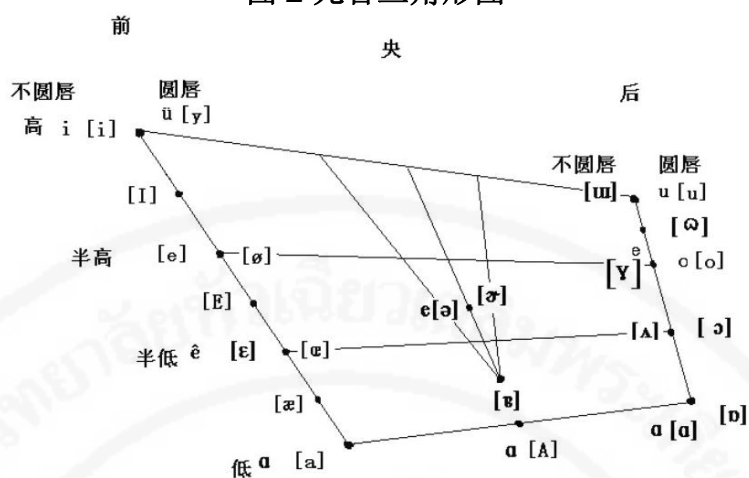 图 2 元音三角形图
前
央
不圆唇 圆唇
后
高 i [i] ü [y]
不圆唇 圆唇
[ɪ] [ɯ] u [u]
[ɷ]
半高 [e] [ø] [ɤ] e o [o]
[E] e[ə] [ɚ]
半低 ê [ɛ] [œ] [ʌ] [ɔ]
[æ] [ɐ]
低 ɑ [a] ɑ [A] ɑ [ɑ] [ɒ]